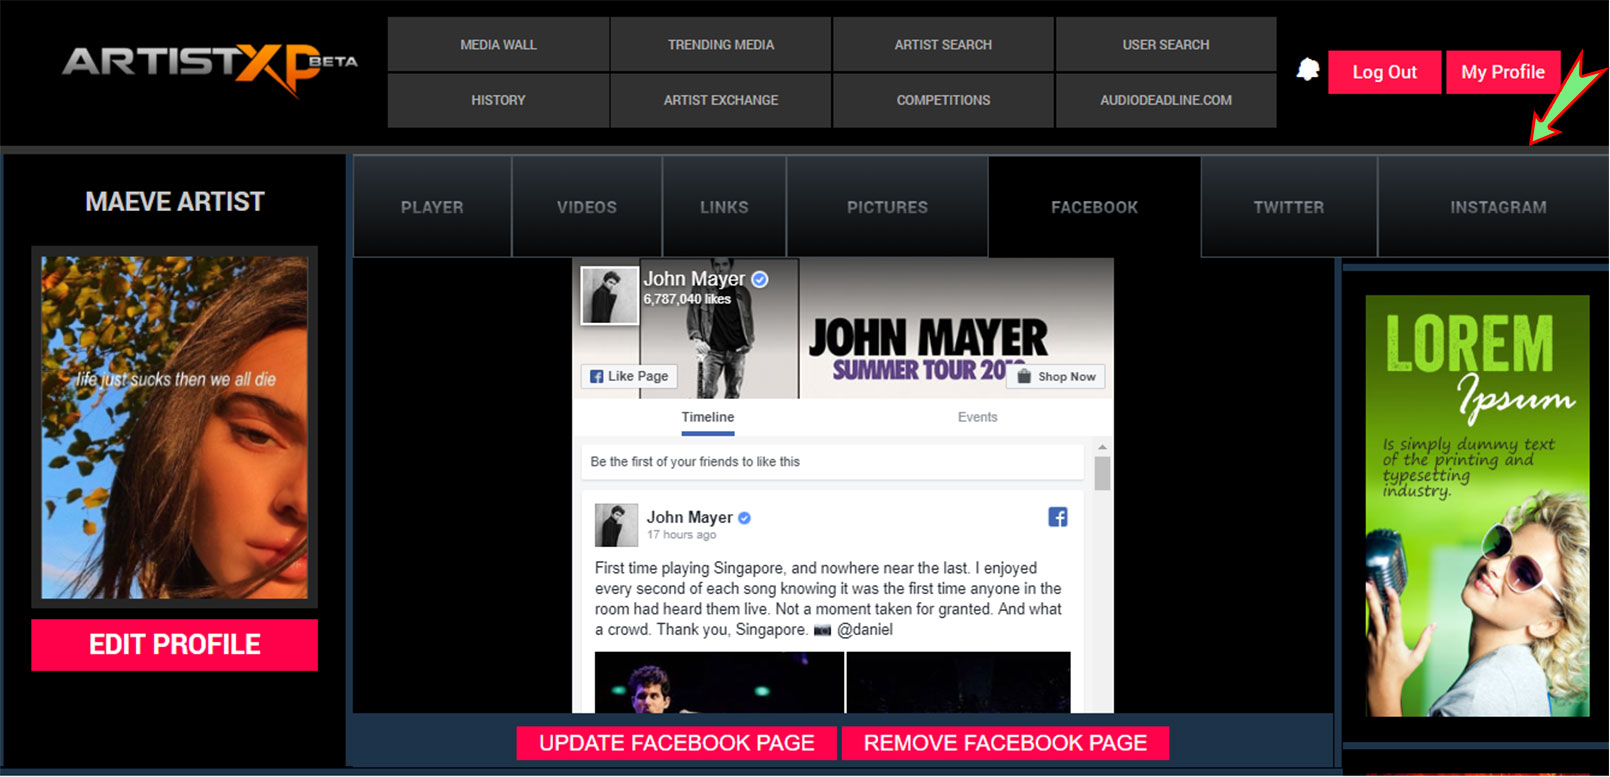 ARTISTXP BETA
MEDIA WALL
TRENDING MEDIA
ARTIST SEARCH
USER SEARCH
HISTORY
ARTIST EXCHANGE
COMPETITIONS
AUDIODEADLINE.COM
Log Out
My Profile
MAEVE ARTIST
life just sucks then we all die
EDIT PROFILE
PLAYER
VIDEOS
LINKS
PICTURES
FACEBOOK
TWITTER
INSTAGRAM
John Mayer
6,787,040 likes
JOHN MAYER
SUMMER TOUR
Like Page
Shop Now
Timeline
Events
Be the first of your friends to like this
John Mayer
17 hours ago
First time playing Singapore, and nowhere near the last. I enjoyed
every second of each song knowing it was the first time anyone in the
room had heard them live. Not a moment taken for granted. And what
a crowd. Thank you, Singapore. 📷 @daniel
UPDATE FACEBOOK PAGE
REMOVE FACEBOOK PAGE
LOREM
Ipsum
Is simply dummy text
of the printing and
typesetting
industry.